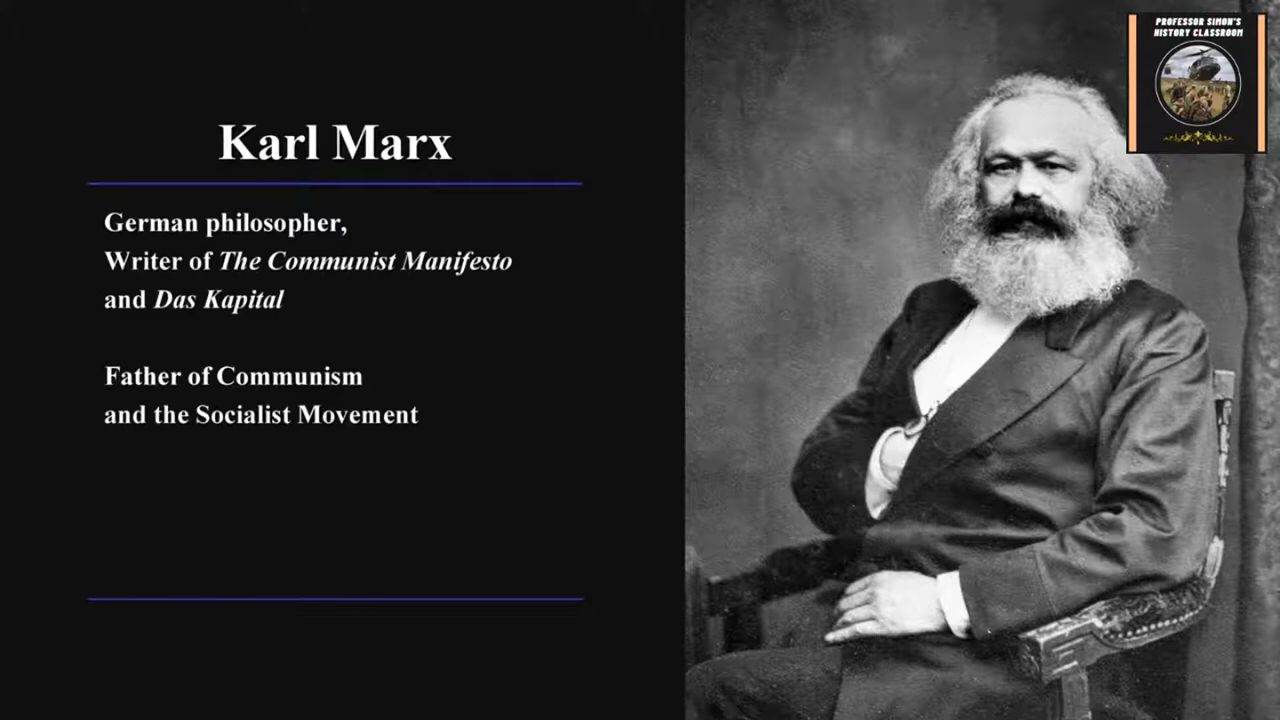 PROFESSOR SIMON'S
HISTORY CLASSROOM
Karl Marx
German philosopher,
Writer of The Communist Manifesto
and Das Kapital
Father of Communism
and the Socialist Movement